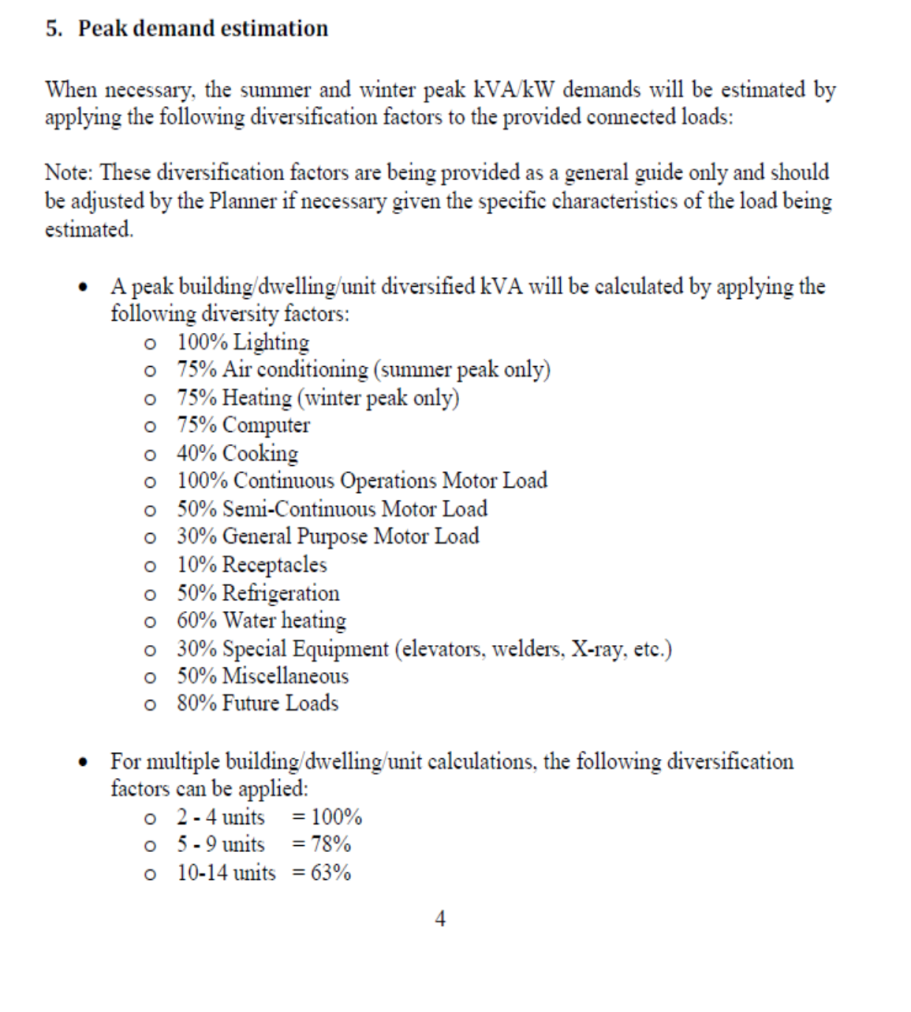 5. Peak demand estimation
When necessary, the summer and winter peak kVA/kW demands will be estimated by
applying the following diversification factors to the provided connected loads:
Note: These diversification factors are being provided as a general guide only and should
be adjusted by the Planner if necessary given the specific characteristics of the load being
estimated.
• A peak building/dwelling/unit diversified kVA will be calculated by applying the
following diversity factors:
o 100% Lighting
o 75% Air conditioning (summer peak only)
o 75% Heating (winter peak only)
o 75% Computer
o 40% Cooking
o 100% Continuous Operations Motor Load
o 50% Semi-Continuous Motor Load
o 30% General Purpose Motor Load
o 10% Receptacles
o 50% Refrigeration
o 60% Water heating
o 30% Special Equipment (elevators, welders, X-ray, etc.)
o 50% Miscellaneous
o 80% Future Loads
• For multiple building/dwelling/unit calculations, the following diversification
factors can be applied:
o 2 - 4 units = 100%
o 5 - 9 units = 78%
o 10-14 units = 63%
4